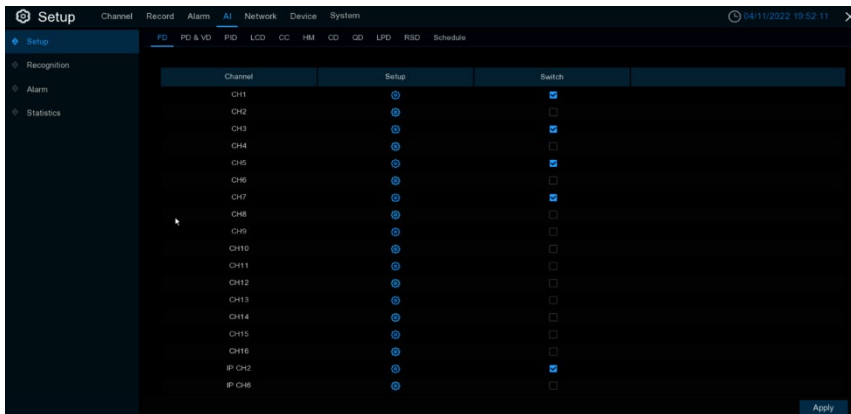 Setup Channel Record Alarm AI Network Device System 04/11/2022 19:52:11
Setup
Recognition
Alarm
Statistics
FD PD & VD PID LCD CC HM CD QD LPD RSD Schedule
Channel Setup Switch
CH1
CH2
CH3
CH4
CH5
CH6
CH7
CH8
CH9
CH10
CH11
CH12
CH13
CH14
CH15
CH16
IP CH2
IP CH6
Apply